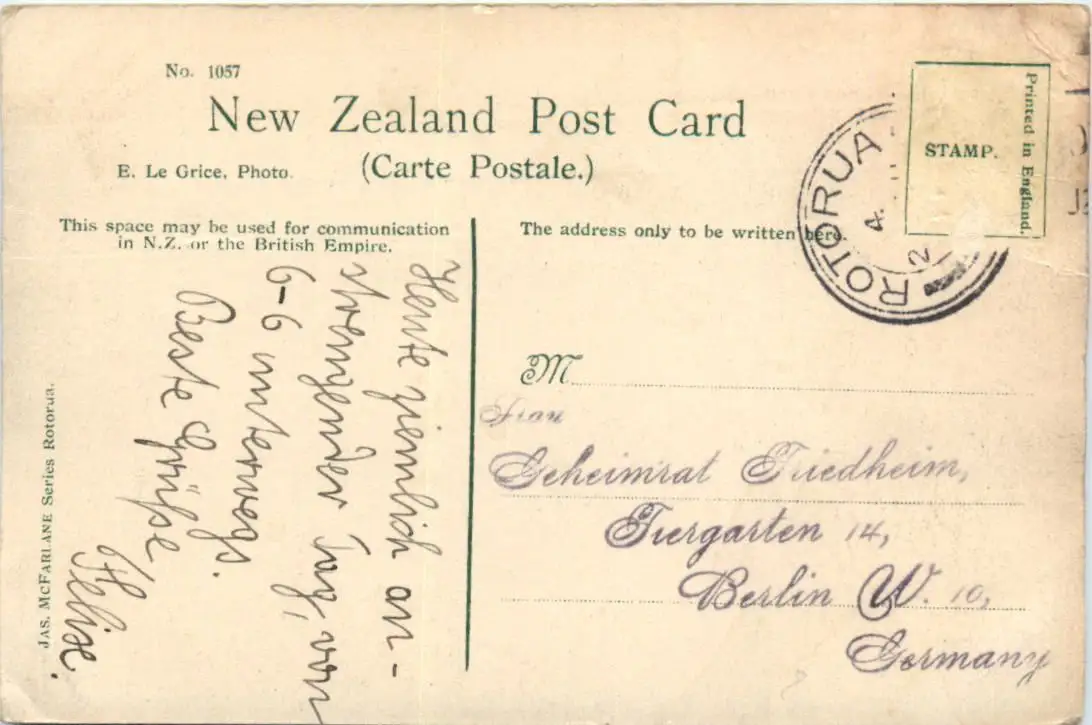 No. 1057
New Zealand Post Card
(Carte Postale.)
E. Le Grice, Photo.
This space may be used for communication
in N.Z. or the British Empire.
The address only to be written here.
STAMP.
Printed in England.
ROTORUA
4.
2
JAS. MCFARLANE Series Rotorua.
Heute ziemlich an-
strengender Tag, von
6-6 unterwegs.
Beste Grüße
Felix.
M
Frau
Geheimrat Friedheim,
Tiergarten 14,
Berlin W. 10,
Germany